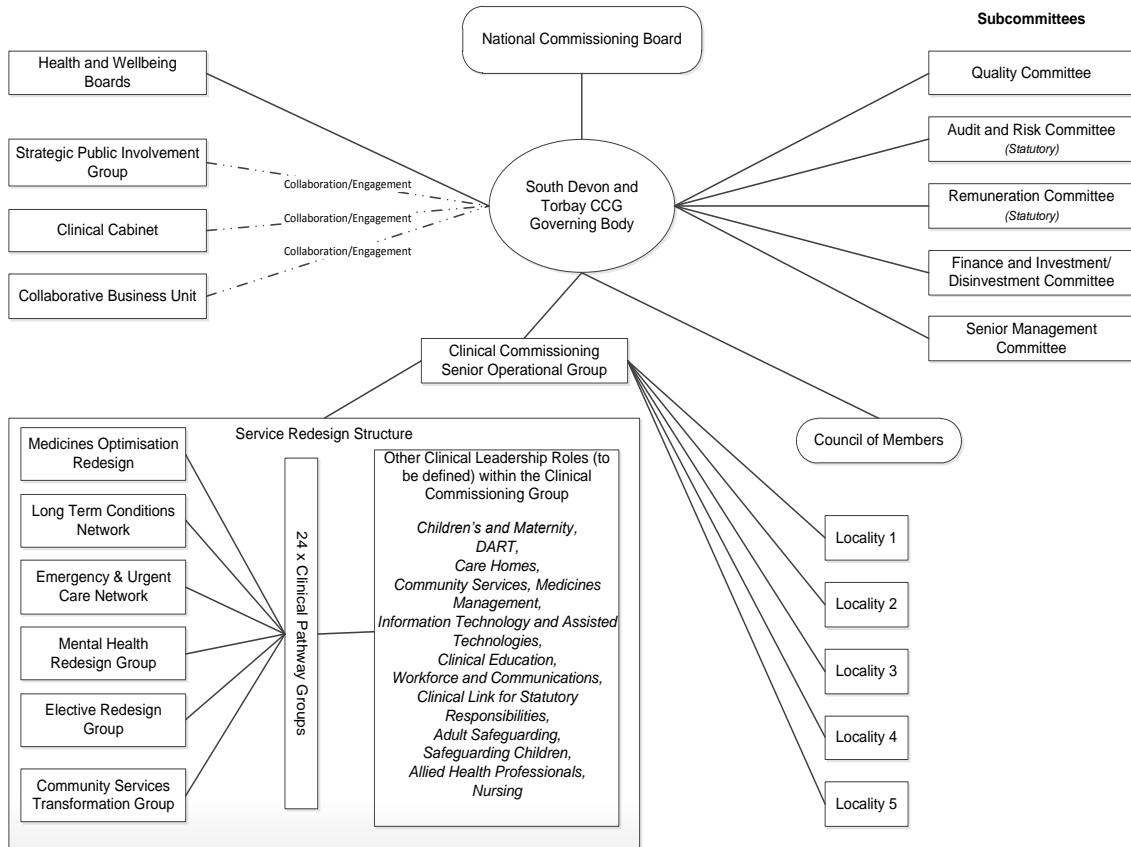 National Commissioning Board
Subcommittees
Health and Wellbeing
Boards
Strategic Public Involvement
Group
Clinical Cabinet
Collaborative Business Unit
Collaboration/Engagement
Collaboration/Engagement
Collaboration/Engagement
South Devon and
Torbay CCG
Governing Body
Quality Committee
Audit and Risk Committee
(Statutory)
Remuneration Committee
(Statutory)
Finance and Investment/
Disinvestment Committee
Senior Management
Committee
Clinical Commissioning
Senior Operational Group
Council of Members
Service Redesign Structure
Medicines Optimisation
Redesign
Long Term Conditions
Network
Emergency & Urgent
Care Network
Mental Health
Redesign Group
Elective Redesign
Group
Community Services
Transformation Group
24 x Clinical Pathway Groups
Other Clinical Leadership Roles (to
be defined) within the Clinical
Commissioning Group
Children's and Maternity,
DART,
Care Homes,
Community Services, Medicines
Management,
Information Technology and Assisted
Technologies,
Clinical Education,
Workforce and Communications,
Clinical Link for Statutory
Responsibilities,
Adult Safeguarding,
Safeguarding Children,
Allied Health Professionals,
Nursing
Locality 1
Locality 2
Locality 3
Locality 4
Locality 5